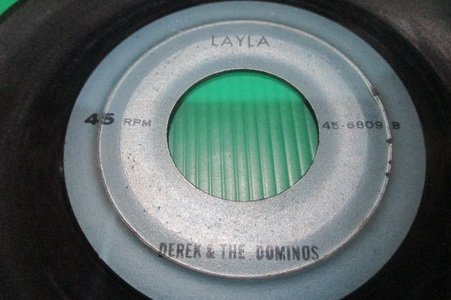 LAYLA
45 RPM
45-6809 B
DEREK & THE DOMINOS